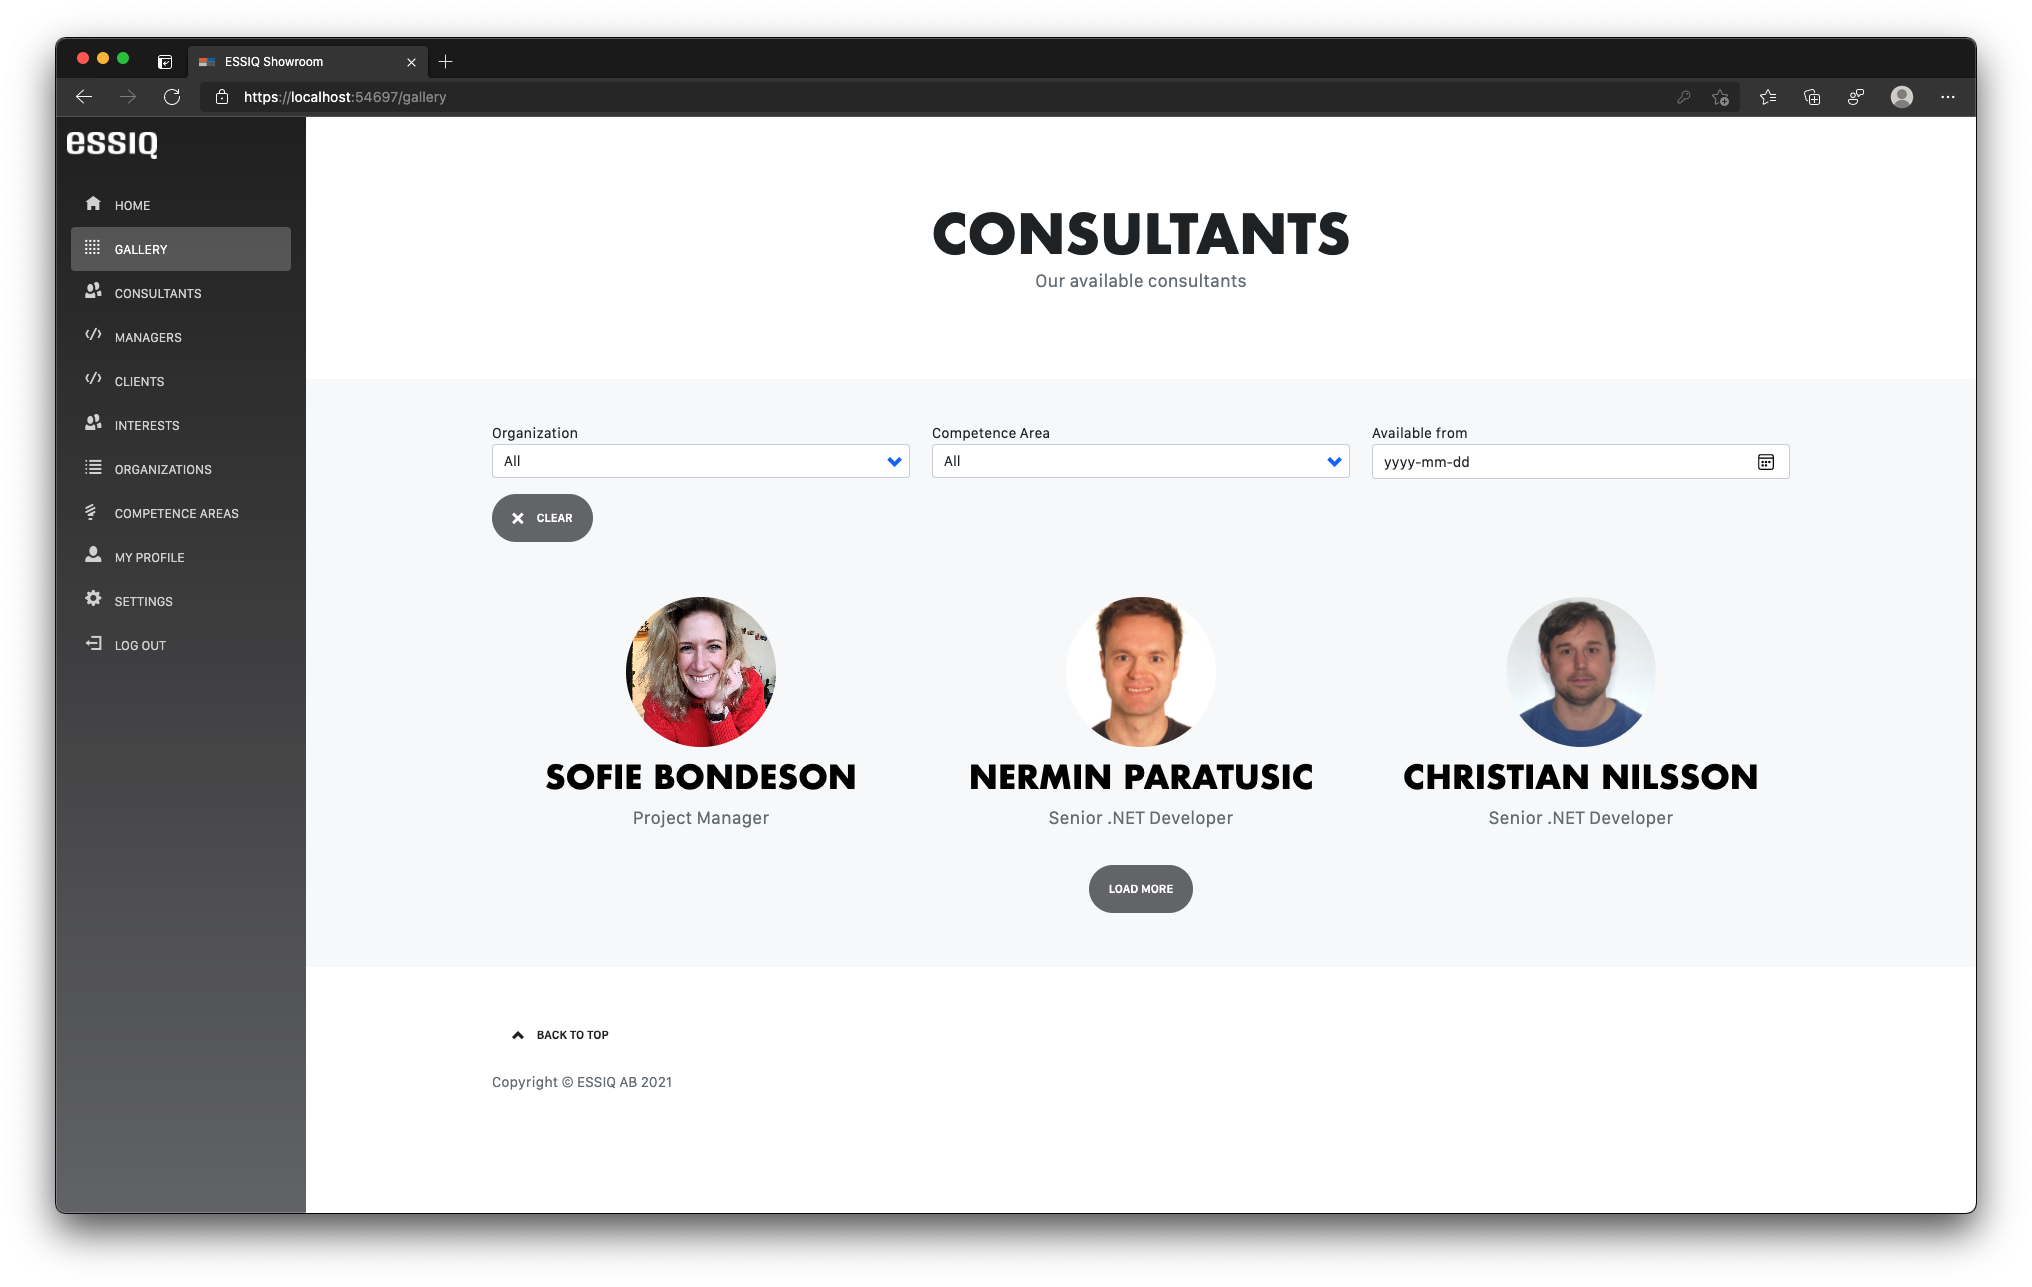 ESSIQ Showroom
https://localhost:54697/gallery
essiq
HOME
GALLERY
CONSULTANTS
MANAGERS
CLIENTS
INTERESTS
ORGANIZATIONS
COMPETENCE AREAS
MY PROFILE
SETTINGS
LOG OUT
CONSULTANTS
Our available consultants
Organization
All
Competence Area
All
Available from
yyyy-mm-dd
CLEAR
SOFIE BONDESON
Project Manager
NERMIN PARATUSIC
Senior .NET Developer
CHRISTIAN NILSSON
Senior .NET Developer
LOAD MORE
BACK TO TOP
Copyright © ESSIQ AB 2021